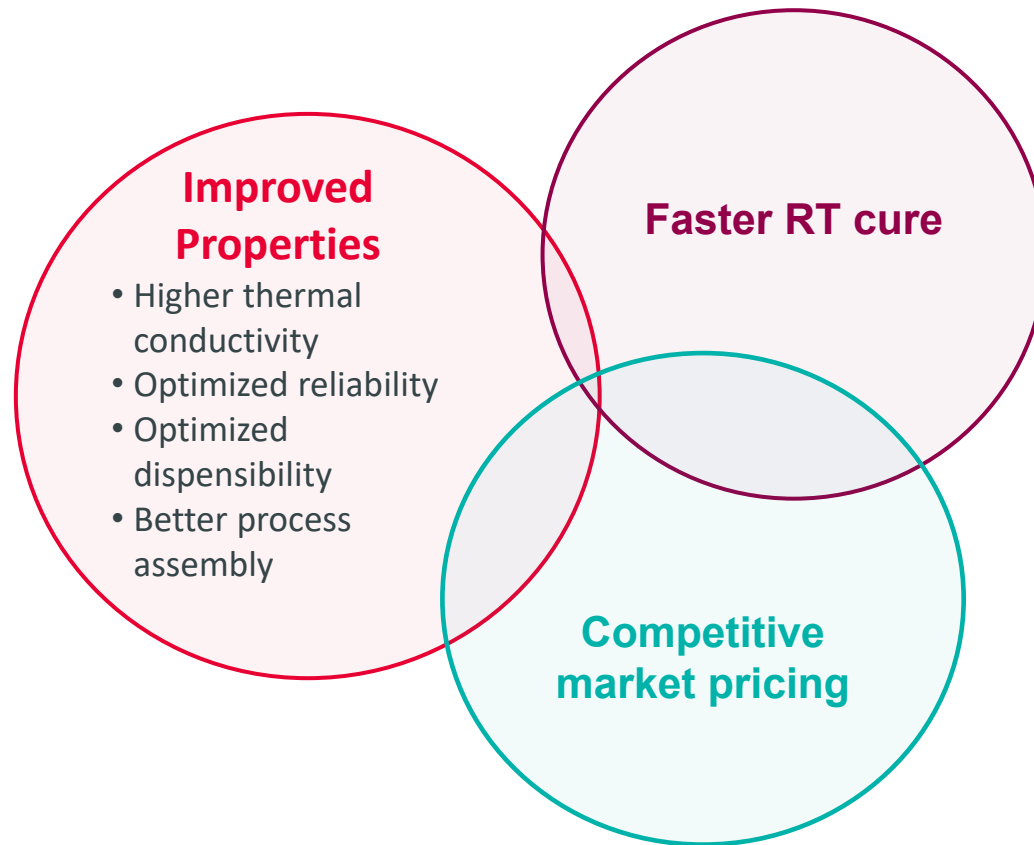 Improved
Properties
• Higher thermal
conductivity
• Optimized reliability
• Optimized
dispensibility
• Better process
assembly
Faster RT cure
Competitive
market pricing